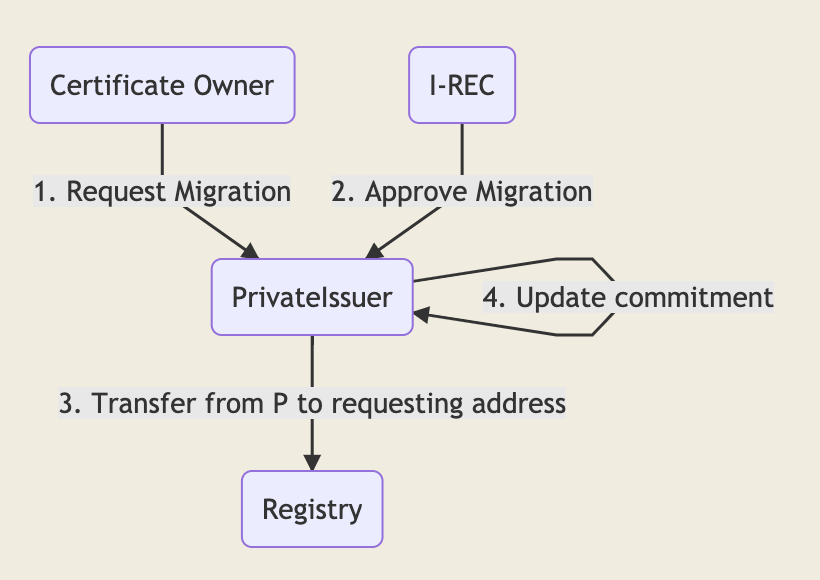 Certificate Owner
I-REC
1. Request Migration
2. Approve Migration
PrivateIssuer
4. Update commitment
3. Transfer from P to requesting address
Registry